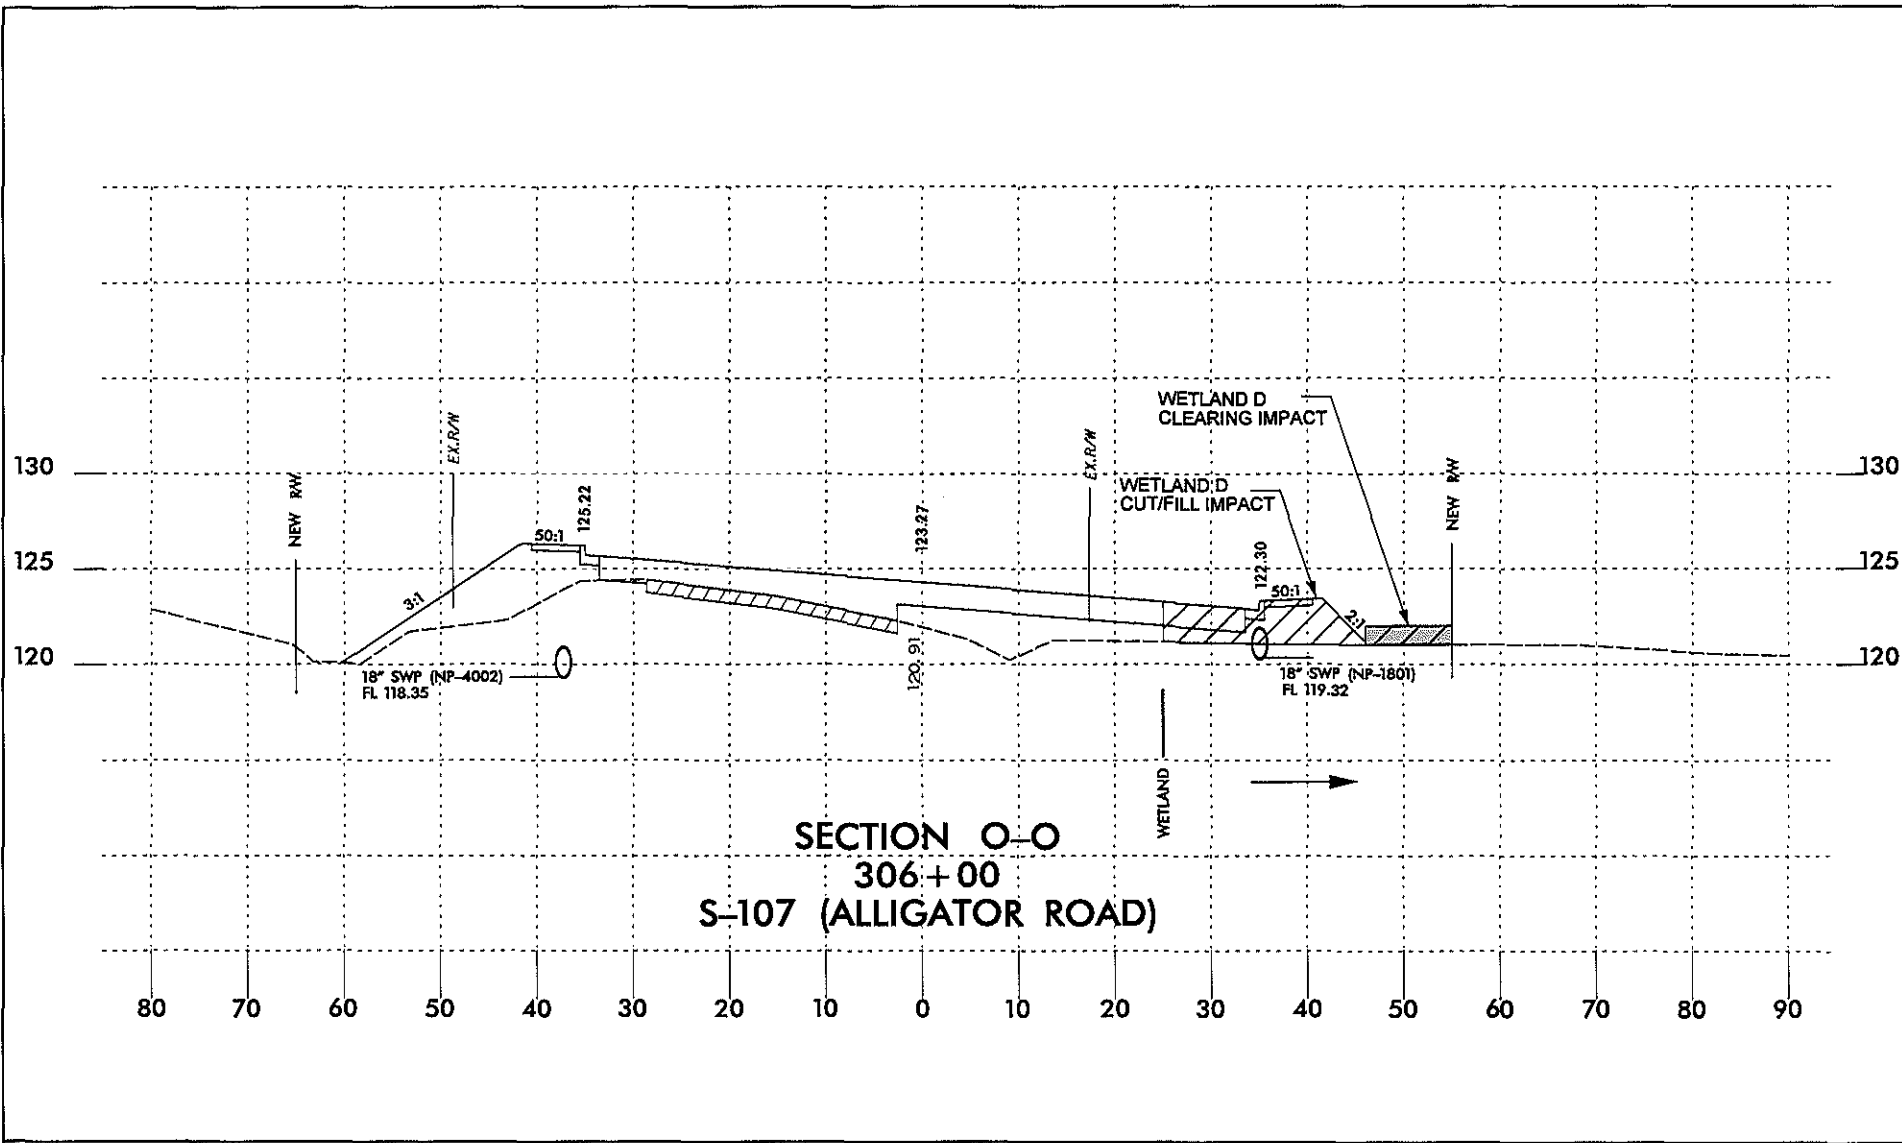 WETLAND D
CLEARING IMPACT
WETLAND D
CUT/FILL IMPACT
130
125
120
130
125
120
NEW R/W
EX.R/W
125.22
50:1
3:1
123.27
EX.R/W
122.30
50:1
2:1
NEW R/W
120.91
18" SWP (NP-4002)
FL 118.35
18" SWP (NP-1801)
FL 119.32
WETLAND
SECTION O-O
306+00
S-107 (ALLIGATOR ROAD)
80 70 60 50 40 30 20 10 0 10 20 30 40 50 60 70 80 90